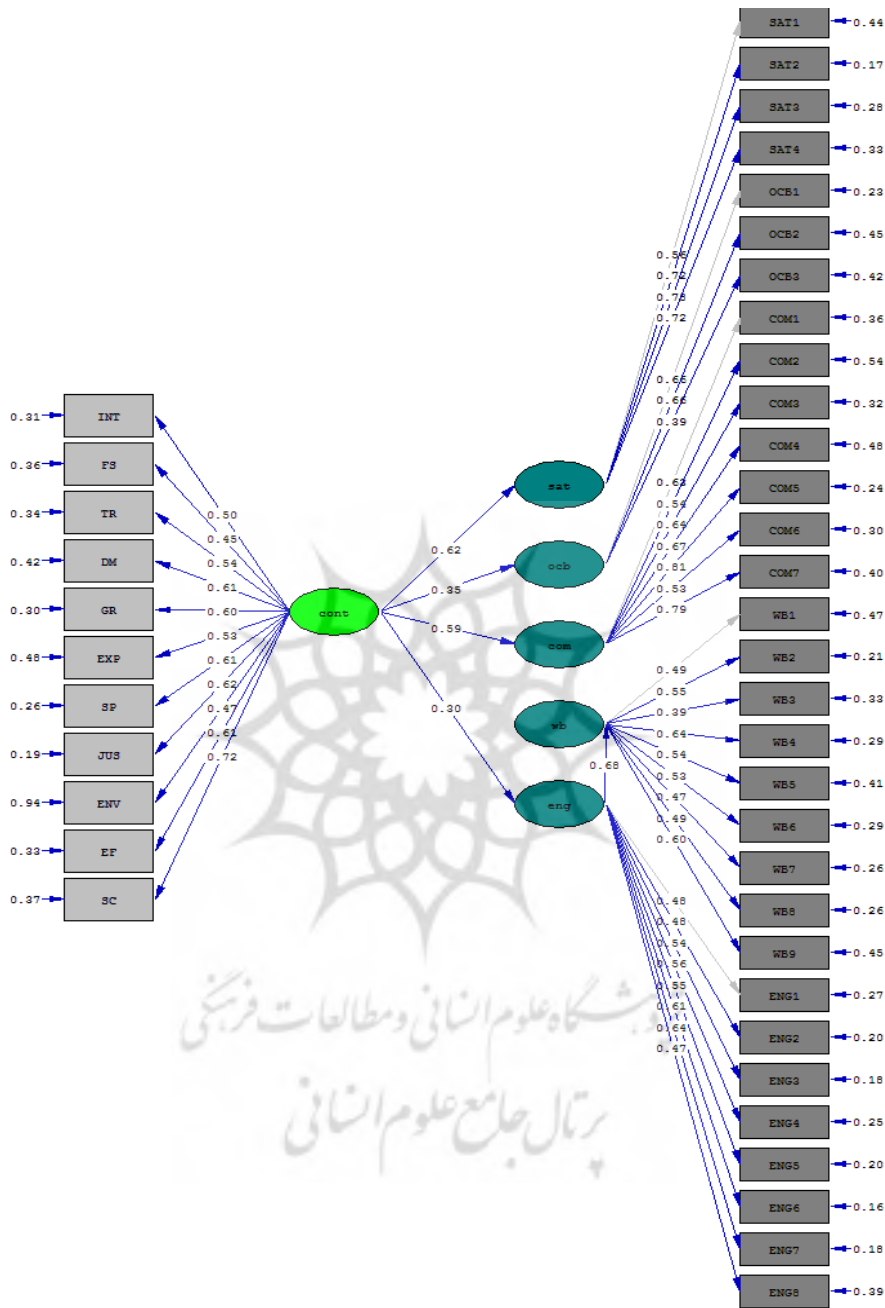 SAT1 0.44
SAT2 0.17
SAT3 0.28
SAT4 0.33
OCB1 0.23
OCB2 0.45
OCB3 0.42
COM1 0.36
COM2 0.54
COM3 0.32
COM4 0.48
COM5 0.24
COM6 0.30
COM7 0.40
WB1 0.47
WB2 0.21
WB3 0.33
WB4 0.29
WB5 0.41
WB6 0.29
WB7 0.26
WB8 0.26
WB9 0.45
ENG1 0.27
ENG2 0.20
ENG3 0.18
ENG4 0.25
ENG5 0.20
ENG6 0.16
ENG7 0.18
ENG8 0.39
0.56
0.72
0.73
0.72
0.66
0.66
0.39
0.63
0.54
0.64
0.67
0.81
0.53
0.79
0.49
0.55
0.39
0.64
0.54
0.53
0.47
0.49
0.60
0.48
0.48
0.54
0.56
0.55
0.61
0.64
0.47
sat
ocb
com
wb
eng
0.68
0.62
0.35
0.59
0.30
cont
0.50
0.45
0.54
0.61
0.60
0.53
0.61
0.62
0.47
0.61
0.72
0.31 INT
0.36 FS
0.34 TR
0.42 DM
0.30 GR
0.48 EXP
0.26 SP
0.19 JUS
0.94 ENV
0.33 EF
0.37 SC
شگاه علوم انسانی و مطالعات فرهنگی
پرتال جامع علوم انسانی